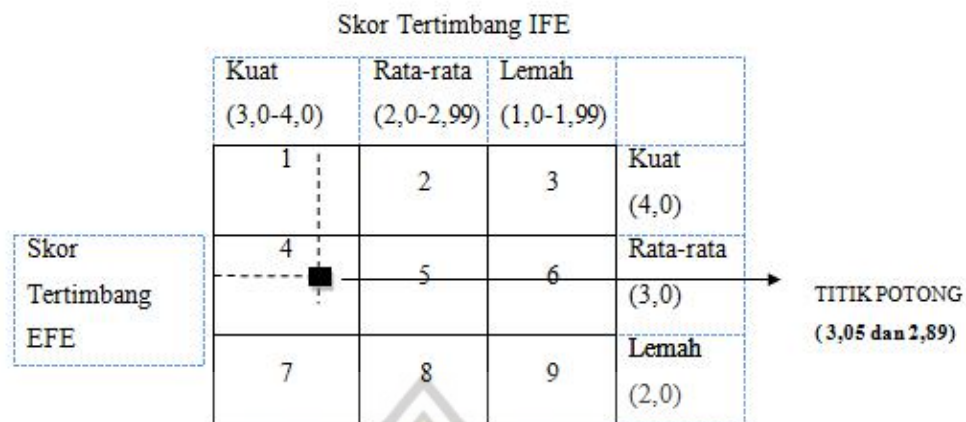 Skor Tertimbang IFE
Kuat
(3,0-4,0)
Rata-rata
(2,0-2,99)
Lemah
(1,0-1,99)
1
2
3
Kuat
(4,0)
Skor
Tertimbang
EFE
4
5
6
Rata-rata
(3,0)
TITIK POTONG
(3,05 dan 2,89)
7
8
9
Lemah
(2,0)